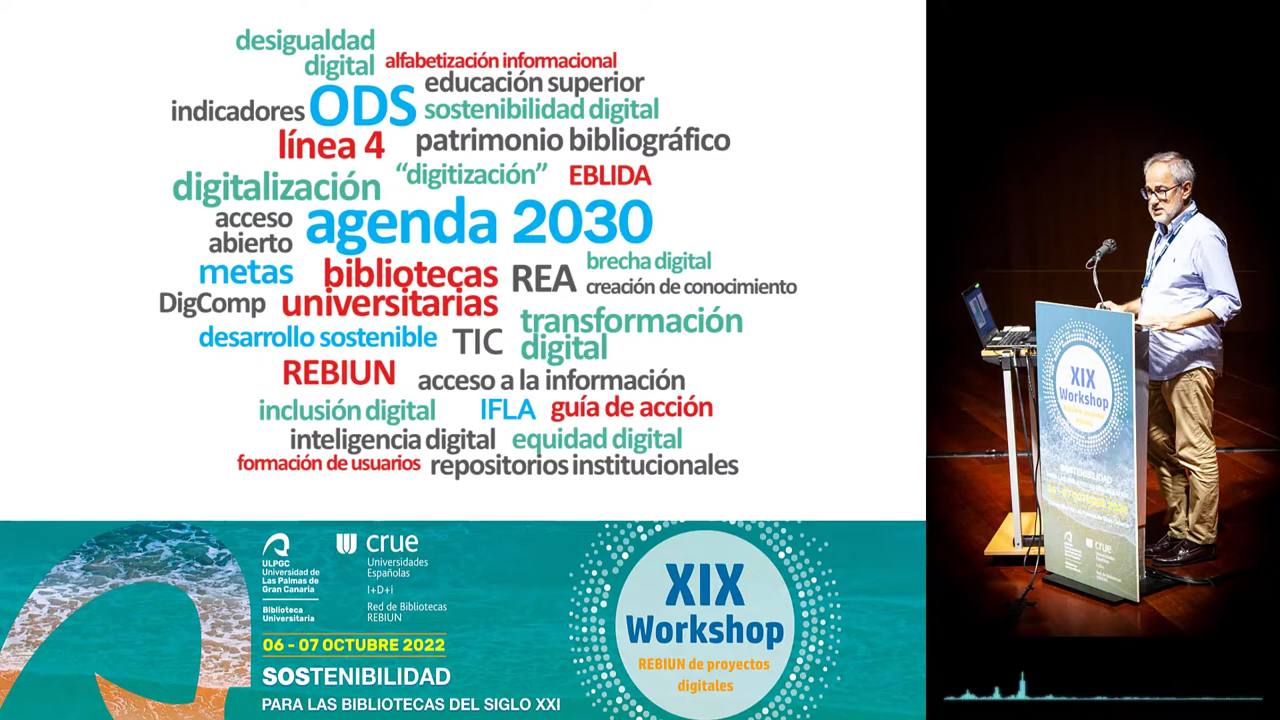 desigualdad
digital
alfabetización informacional
educación superior
indicadores
ODS
sostenibilidad digital
línea 4
patrimonio bibliográfico
“digitización”
EBLIDA
digitalización
acceso
abierto
agenda 2030
metas
bibliotecas
universitarias
REA
brecha digital
creación de conocimiento
DigComp
desarrollo sostenible
TIC
transformación
digital
REBIUN
acceso a la información
inclusión digital
IFLA
guía de acción
inteligencia digital
equidad digital
formación de usuarios
repositorios institucionales
ULPGC
Universidad de
Las Palmas de
Gran Canaria
Biblioteca
Universitaria
crue
Universidades
Españolas
I+D+i
Red de Bibliotecas
REBIUN
06 - 07 OCTUBRE 2022
SOSTENIBILIDAD
PARA LAS BIBLIOTECAS DEL SIGLO XXI
XIX
Workshop
REBIUN de proyectos
digitales
XIX
Workshop
SOSTENIBILIDAD
crue